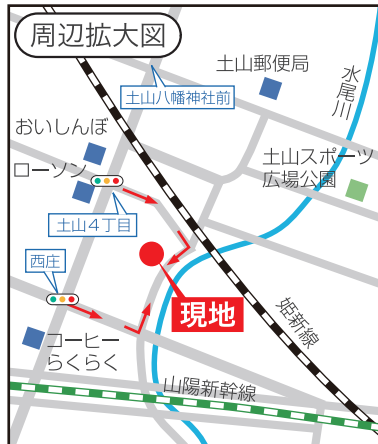 周辺拡大図
土山郵便局
水尾川
土山八幡神社前
おいしんぼ
ローソン
土山スポーツ
広場公園
土山4丁目
西庄
現地
姫新線
コーヒー
らくらく
山陽新幹線